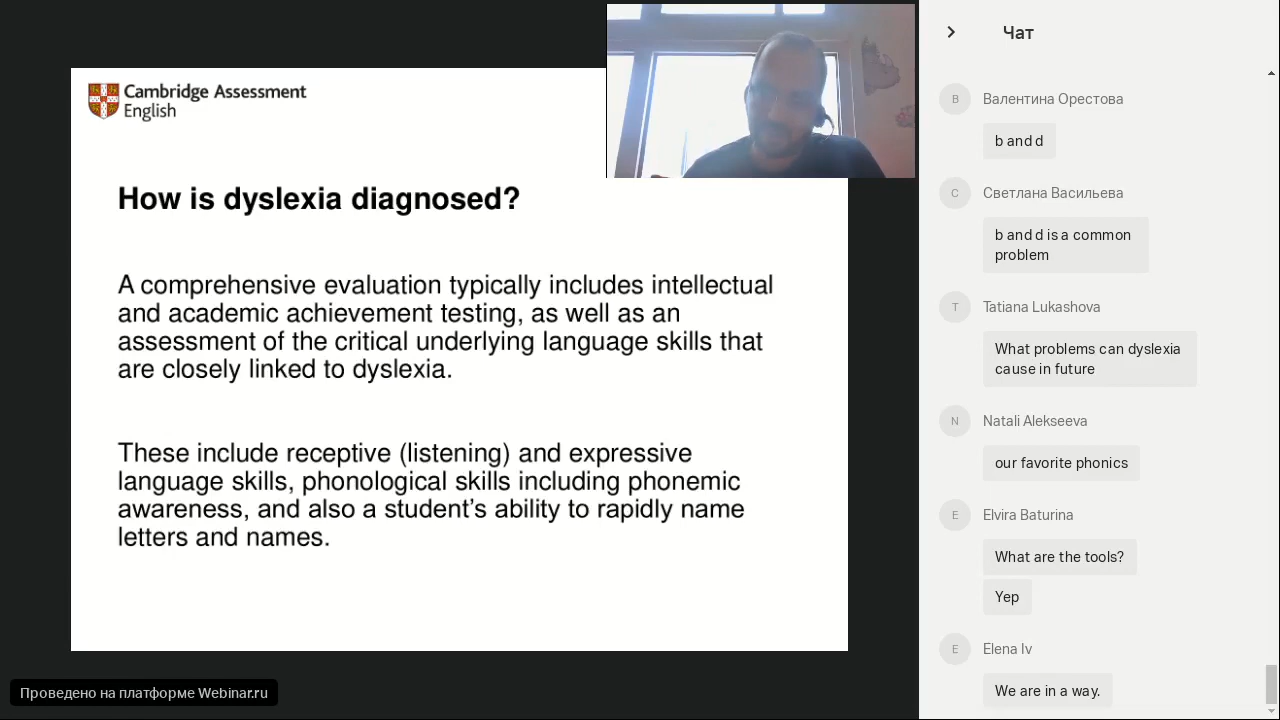 Cambridge Assessment
English
How is dyslexia diagnosed?
A comprehensive evaluation typically includes intellectual
and academic achievement testing, as well as an
assessment of the critical underlying language skills that
are closely linked to dyslexia.
These include receptive (listening) and expressive
language skills, phonological skills including phonemic
awareness, and also a student’s ability to rapidly name
letters and names.
Проведено на платформе Webinar.ru
Чат
В
Валентина Орестова
b and d
С
Светлана Васильева
b and d is a common
problem
T
Tatiana Lukashova
What problems can dyslexia
cause in future
N
Natali Alekseeva
our favorite phonics
E
Elvira Baturina
What are the tools?
Yep
E
Elena Iv
We are in a way.